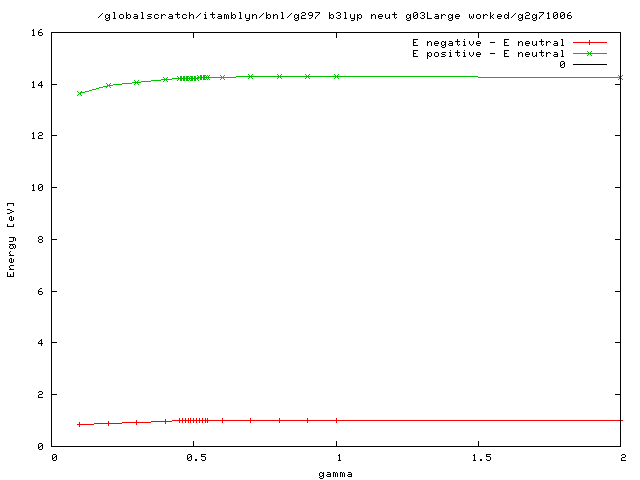 /globalscratch/itamblyn/bnl/g297 b3lyp neut g03Large worked/g2g71006
E negative - E neutral
E positive - E neutral
0
16
14
12
10
8
6
4
2
0
Energy [eV]
0 0.5 1 1.5 2
gamma